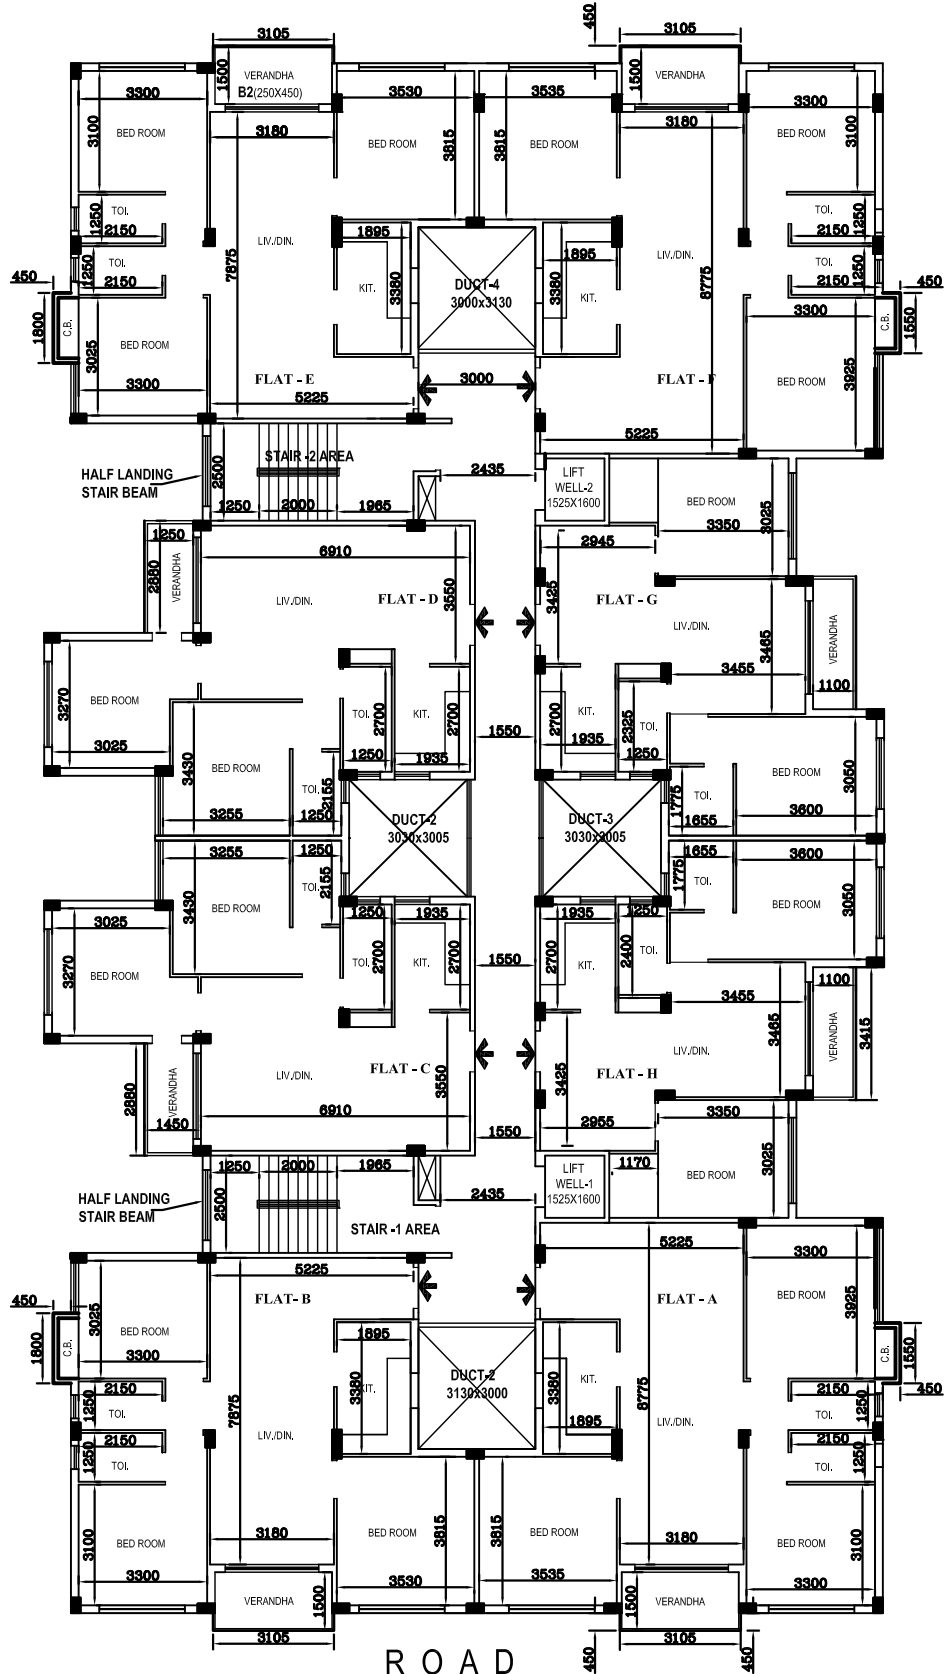 3105
450
3105
1500
VERANDHA
B2(250X450)
1500
VERANDHA
3300
3530
3535
3300
3100
BED ROOM
3180
BED ROOM
3815
3815
BED ROOM
3180
BED ROOM
3100
TOI.
1250
2150
1895
1895
TOI.
1250
2150
LIV./DIN.
7875
LIV./DIN.
8775
TOI.
1250
2150
KIT.
3380
DUCT-4
3000x3130
3380
KIT.
TOI.
1250
2150
450
450
1800
C.B.
3025
BED ROOM
3300
3300
C.B.
1550
BED ROOM
3925
FLAT - E
3000
FLAT - F
5225
5225
HALF LANDING
STAIR BEAM
2500
STAIR -2 AREA
1250
2000
1965
2435
LIFT
WELL-2
1525X1600
BED ROOM
3350
3025
1250
2880
VERANDHA
6910
3550
2945
3425
LIV./DIN.
FLAT - D
FLAT - G
LIV./DIN.
3465
VERANDHA
3455
1100
3270
BED ROOM
3025
TOI.
2700
KIT.
2700
1250
1935
1550
2700
KIT.
1935
2325
TOI.
1250
3430
BED ROOM
3255
TOI.
2155
1250
1775
TOI.
1655
BED ROOM
3600
3050
DUCT-2
3030x3005
DUCT-3
3030x3005
3255
1250
1655
3600
3430
BED ROOM
TOI.
2155
1775
TOI.
BED ROOM
3050
3025
1250
1935
1935
1250
3270
BED ROOM
TOI.
2700
KIT.
2700
1550
2700
KIT.
2400
TOI.
3455
1100
3465
VERANDHA
3415
LIV./DIN.
FLAT - C
3550
3425
FLAT - H
LIV./DIN.
2880
VERANDHA
1450
6910
1550
2955
3350
1250
2000
1965
LIFT
WELL-1
1525X1600
1170
BED ROOM
3025
HALF LANDING
STAIR BEAM
2500
2435
STAIR -1 AREA
5225
5225
3300
450
3025
FLAT- B
FLAT - A
BED ROOM
3925
1800
C.B.
BED ROOM
3300
1895
C.B.
1550
2150
1250
TOI.
3380
KIT.
DUCT-2
3130X3000
3380
KIT.
1895
2150
450
1250
TOI.
7875
LIV./DIN.
8775
LIV./DIN.
2150
1250
TOI.
2150
1250
TOI.
3100
BED ROOM
3180
BED ROOM
3815
3815
BED ROOM
3180
BED ROOM
3100
3300
3530
3535
3300
VERANDHA
1500
1500
VERANDHA
3105
3105
450
450
ROAD